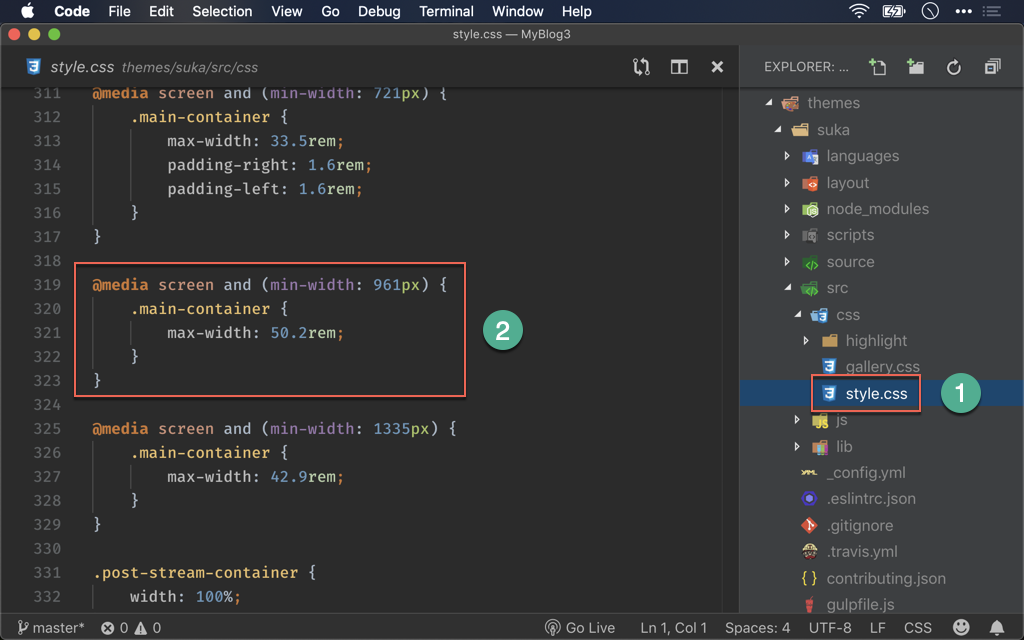 Code File Edit Selection View Go Debug Terminal Window Help
style.css — MyBlog3
style.css themes/suka/src/css
311 @media screen and (min-width: 721px) {
312 .main-container {
313 max-width: 33.5rem;
314 padding-right: 1.6rem;
315 padding-left: 1.6rem;
316 }
317 }
318
319 @media screen and (min-width: 961px) {
320 .main-container {
321 max-width: 50.2rem;
322 }
323 }
324
325 @media screen and (min-width: 1335px) {
326 .main-container {
327 max-width: 42.9rem;
328 }
329 }
330
331 .post-stream-container {
332 width: 100%;
2
EXPLORER: ...
themes
suka
languages
layout
node_modules
scripts
source
src
css
highlight
gallery.css
style.css
1
js
lib
_config.yml
.eslintrc.json
.gitignore
.travis.yml
contributing.json
gulpfile.js
master* 0 0 Go Live Ln 1, Col 1 Spaces: 4 UTF-8 LF CSS